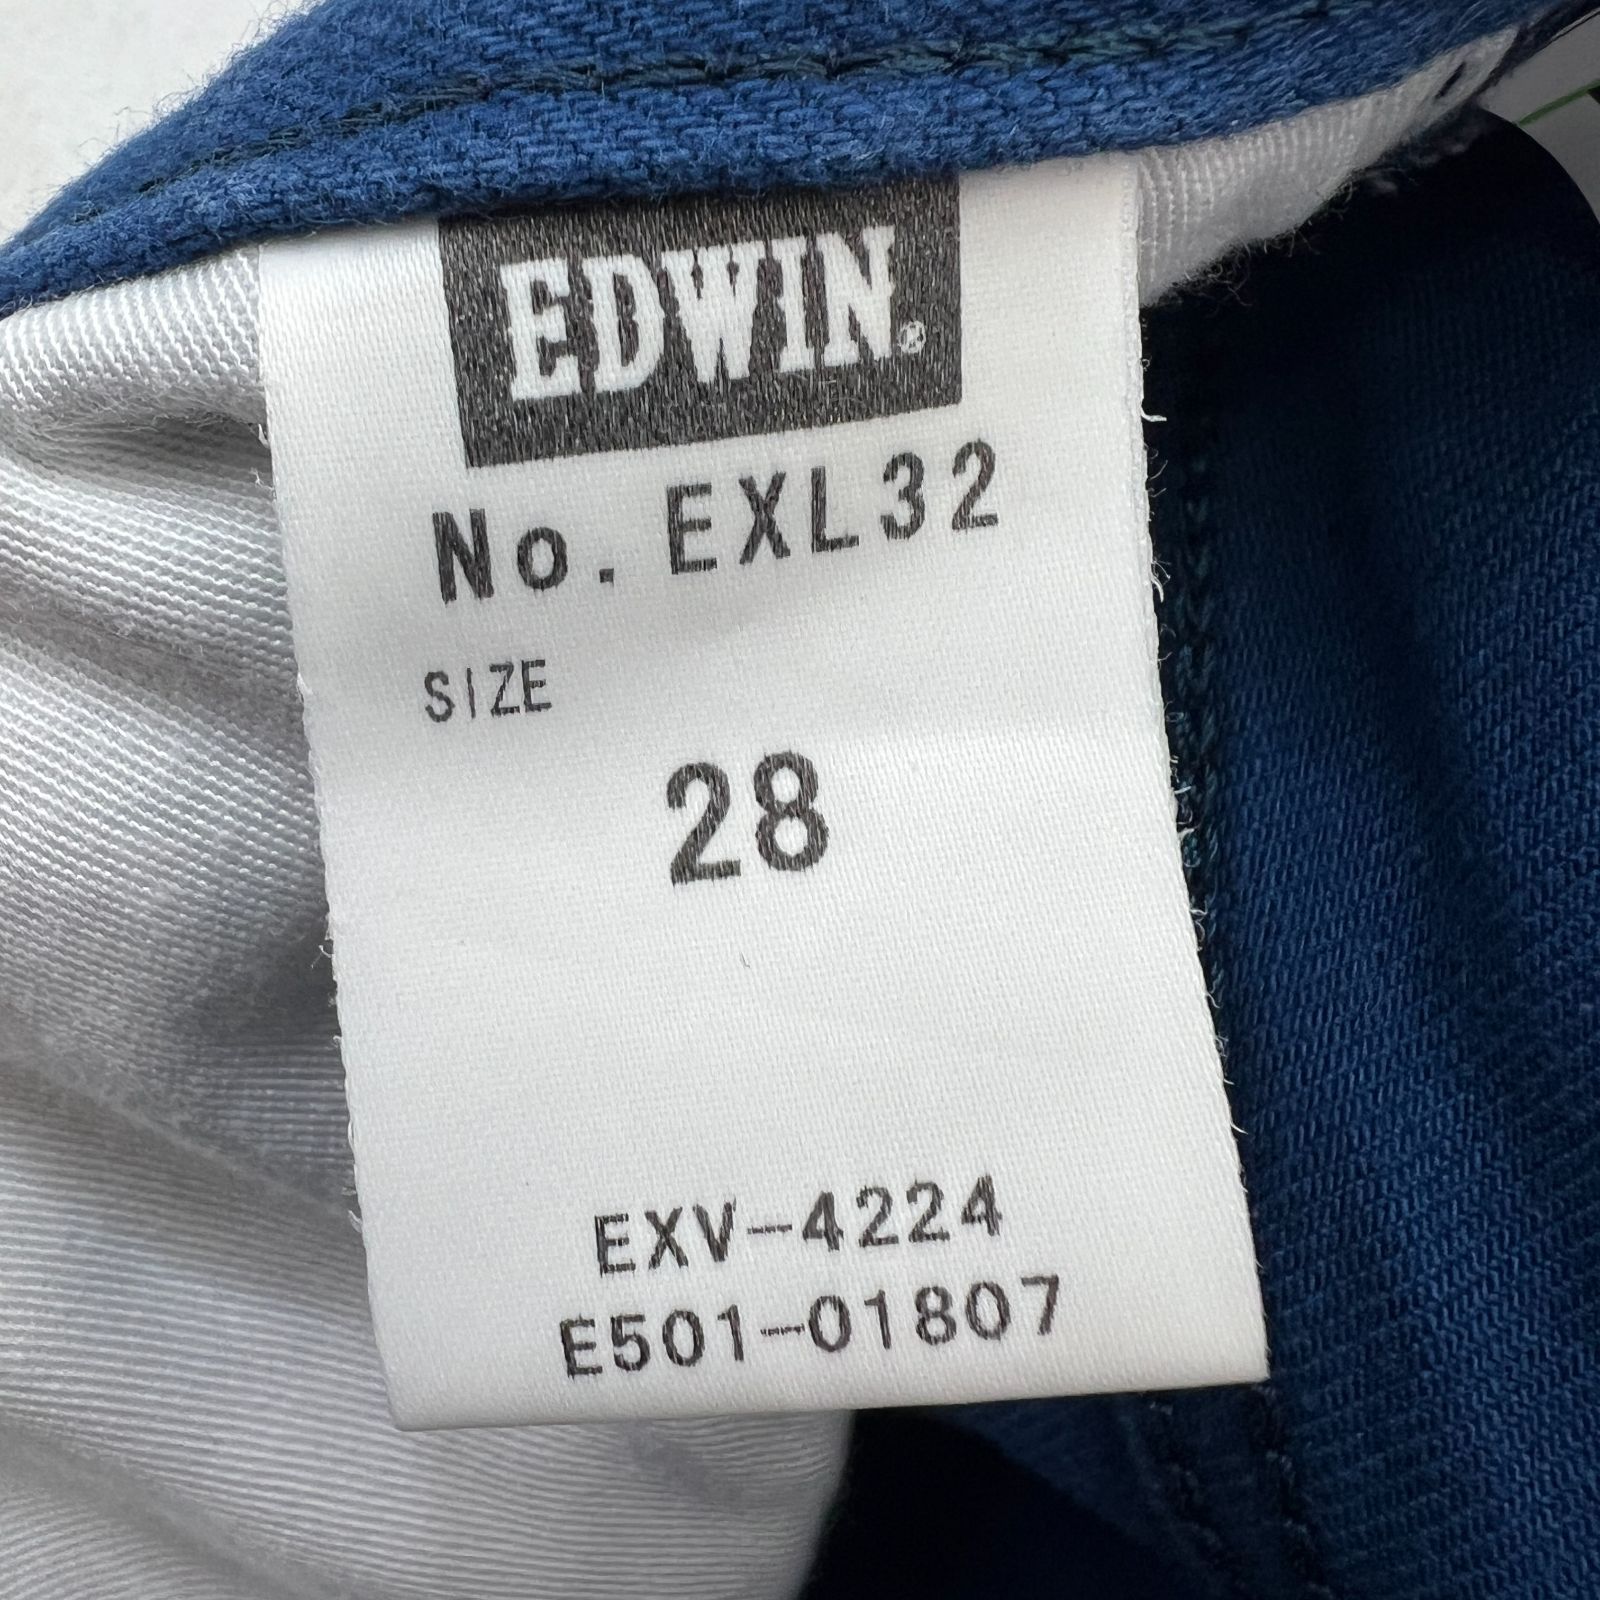 EDWIN®
No. EXL32
SIZE
28
EXV-4224
E501-01807